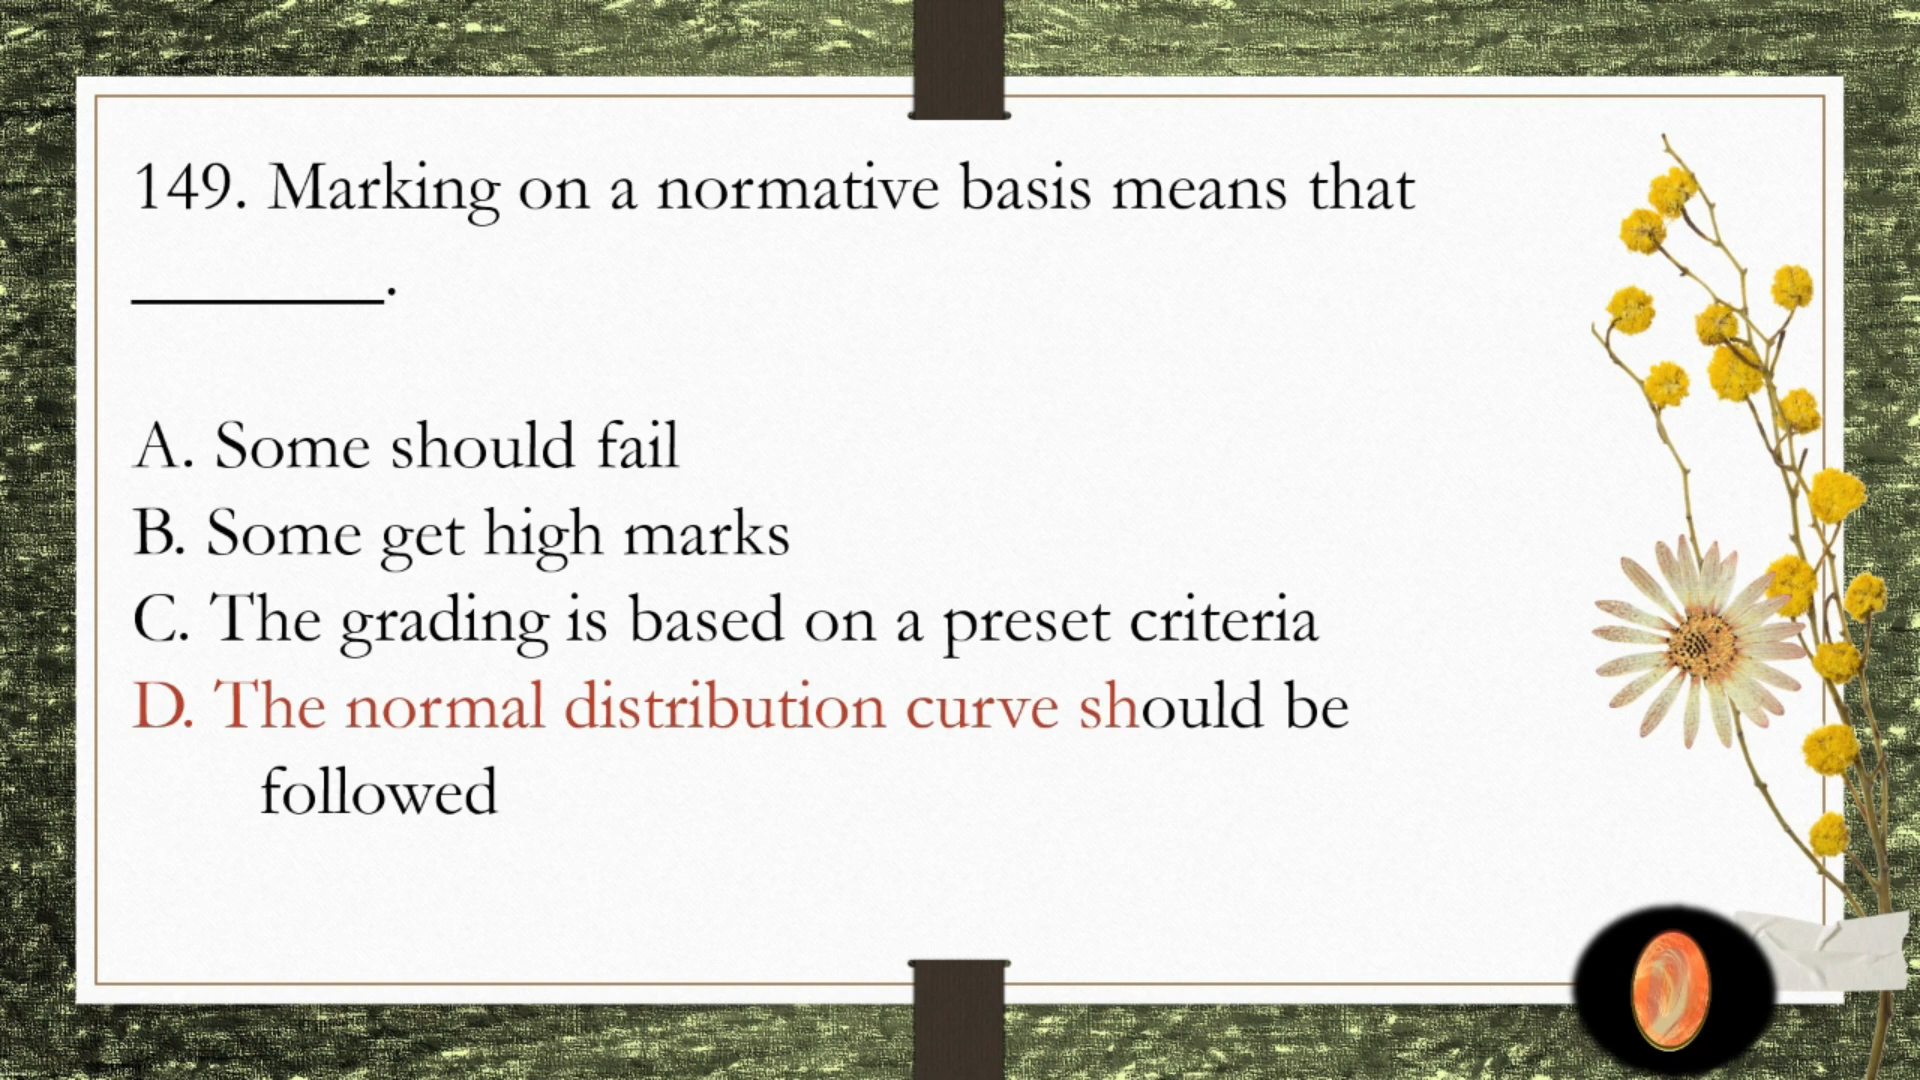 149. Marking on a normative basis means that
________.
A. Some should fail
B. Some get high marks
C. The grading is based on a preset criteria
D. The normal distribution curve should be
followed